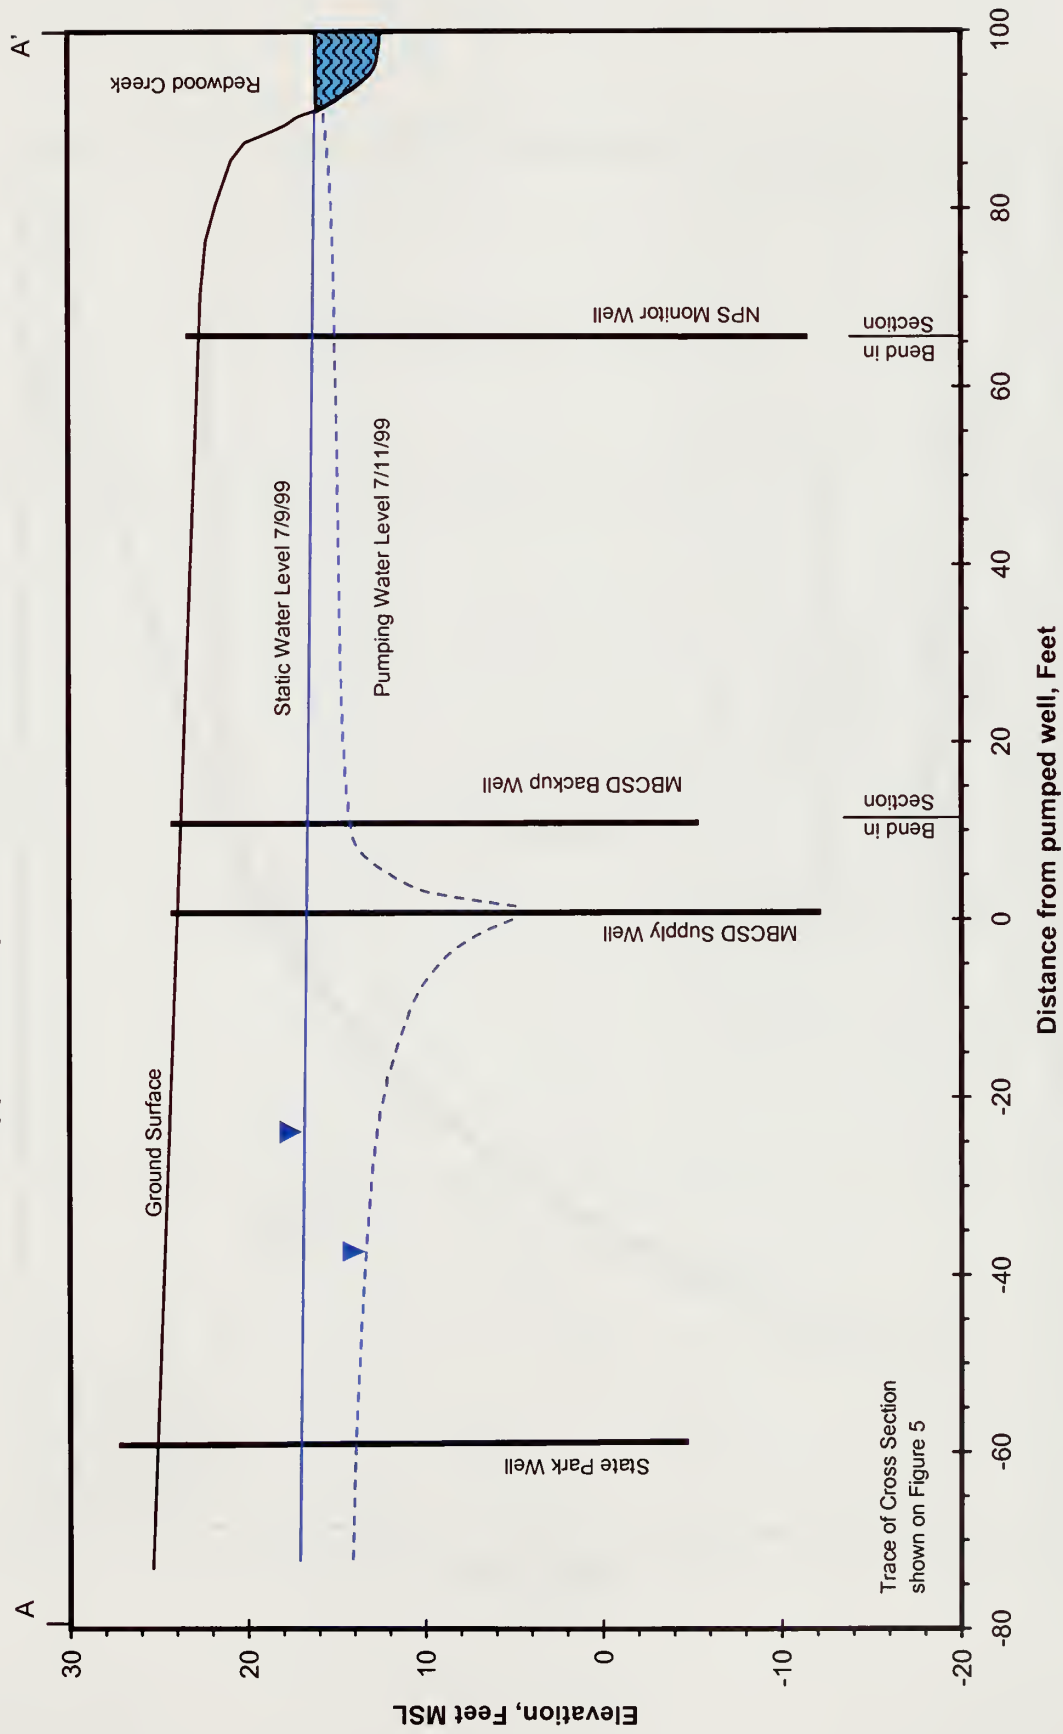 A
A'
Redwood Creek
Ground Surface
Static Water Level 7/9/99
Pumping Water Level 7/11/99
State Park Well
MBCSD Supply Well
MBCSD Backup Well
NPS Monitor Well
Bend in
Section
Bend in
Section
Trace of Cross Section
shown on Figure 5
Elevation, Feet MSL
30
20
10
0
-10
-20
-80
-60
-40
-20
0
20
40
60
80
100
Distance from pumped well, Feet